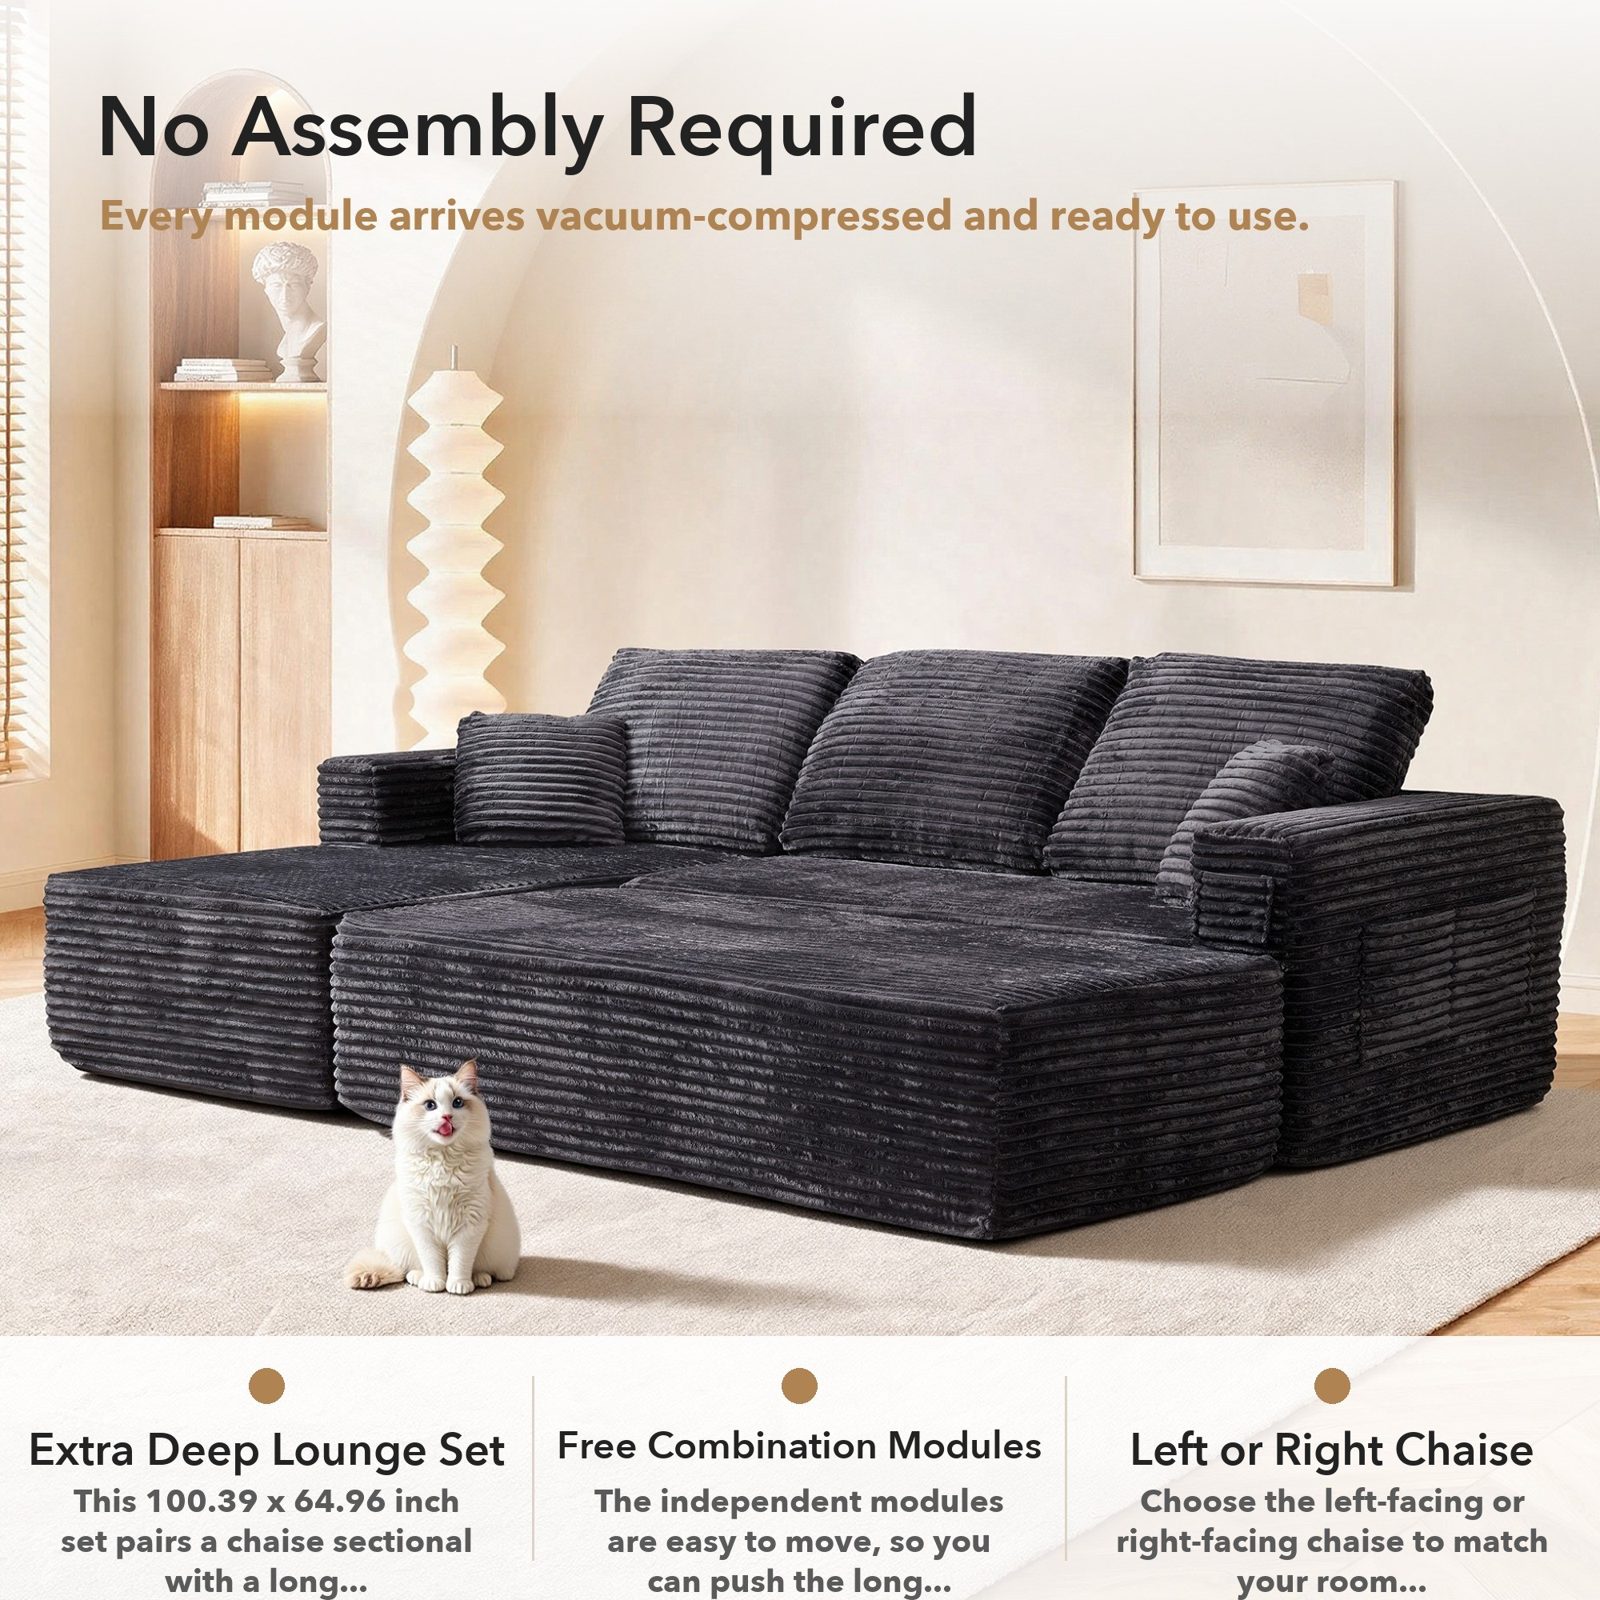 No Assembly Required
Every module arrives vacuum-compressed and ready to use.
Extra Deep Lounge Set
This 100.39 x 64.96 inch
set pairs a chaise sectional
with a long...
Free Combination Modules
The independent modules
are easy to move, so you
can push the long...
Left or Right Chaise
Choose the left-facing or
right-facing chaise to match
your room...